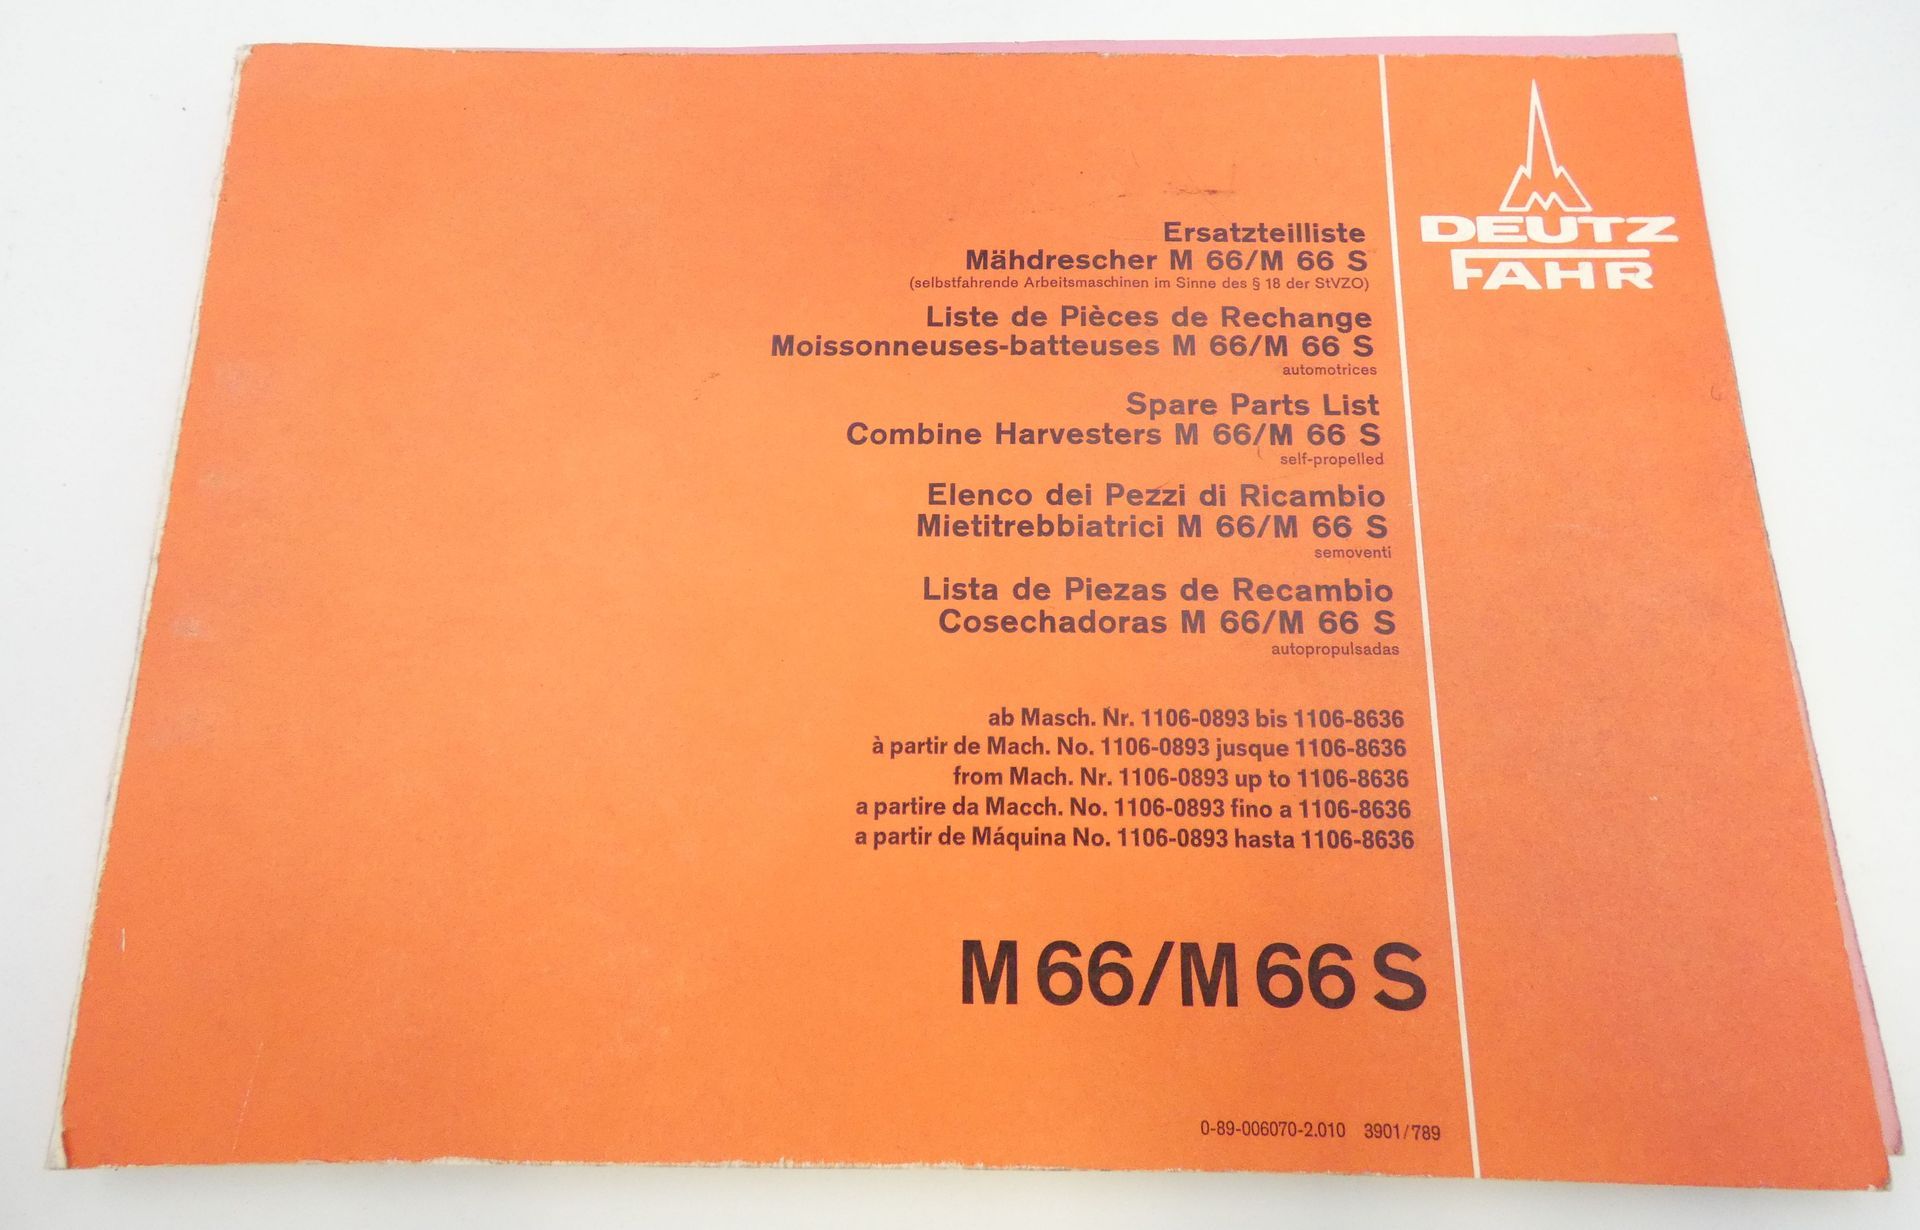 DEUTZ
FAHR
Ersatzteilliste
Mähdrescher M 66/M 66 S
(selbstfahrende Arbeitsmaschinen im Sinne des § 18 der StVZO)
Liste de Pièces de Rechange
Moissonneuses-batteuses M 66/M 66 S
automotrices
Spare Parts List
Combine Harvesters M 66/M 66 S
self-propelled
Elenco dei Pezzi di Ricambio
Mietitrebbiatrici M 66/M 66 S
semoventi
Lista de Piezas de Recambio
Cosechadoras M 66/M 66 S
autopropulsadas
ab Masch. Nr. 1106-0893 bis 1106-8636
à partir de Mach. No. 1106-0893 jusque 1106-8636
from Mach. Nr. 1106-0893 up to 1106-8636
a partire da Macch. No. 1106-0893 fino a 1106-8636
a partir de Máquina No. 1106-0893 hasta 1106-8636
M 66/M 66 S
0-89-006070-2.010 3901/789